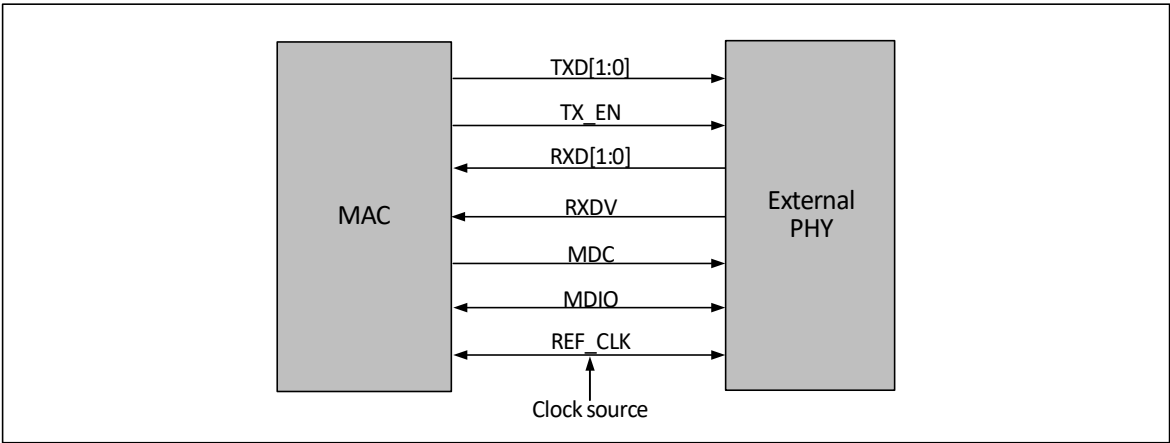 TXD[1:0]
TX_EN
RXD[1:0]
MAC
RXDV
External
PHY
MDC
MDIO
REF_CLK
Clock source